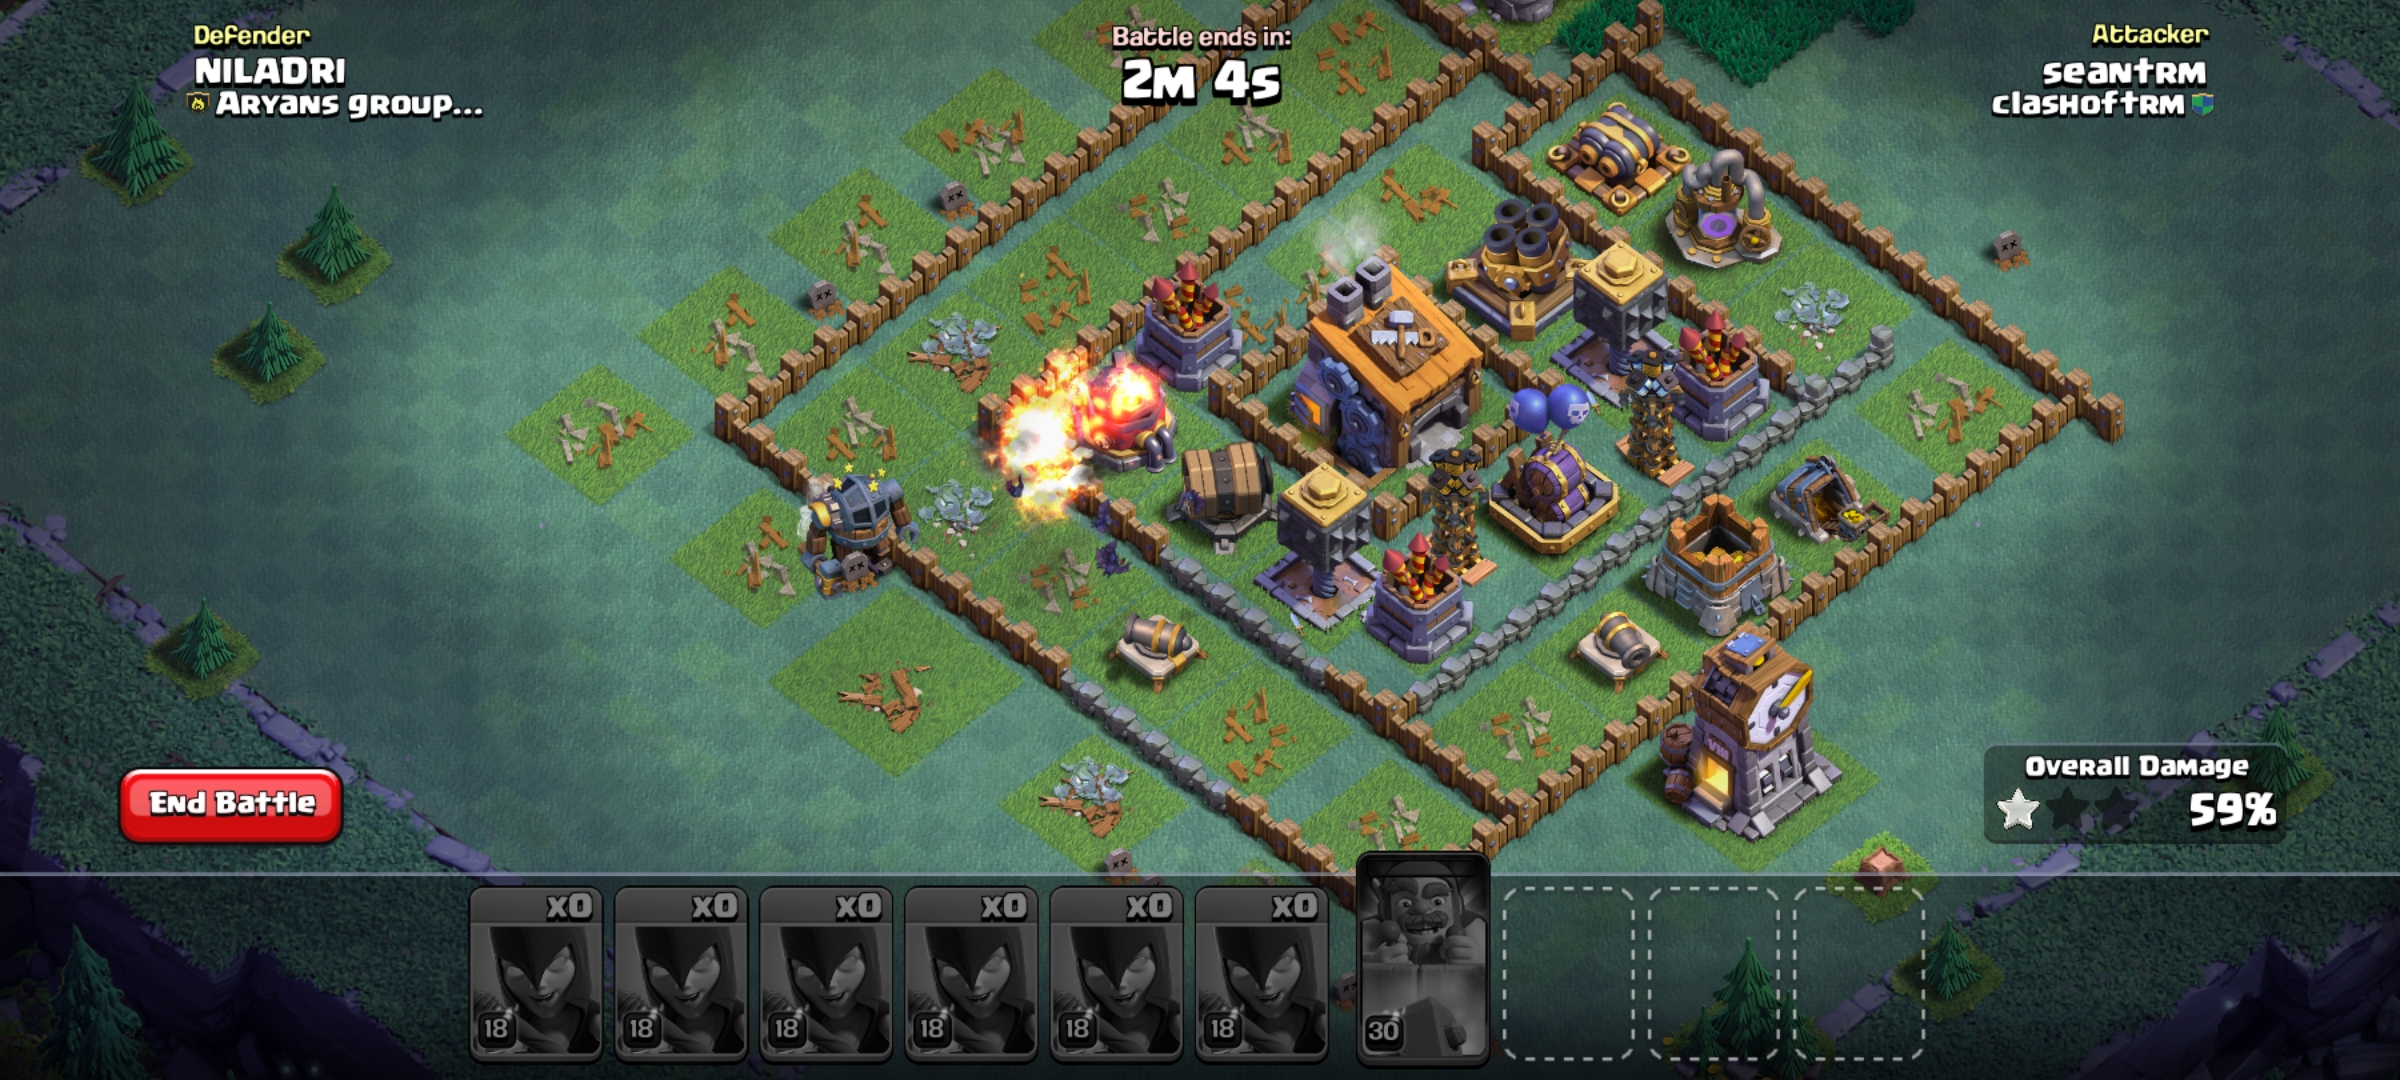 Defender
NILADRI
Aryans group...
Battle ends in:
2M 4s
Attacker
seantrm
clashoftrm
VIII
End Battle
Overall Damage
59%
x0
x0
x0
x0
x0
x0
18
18
18
18
18
18
30